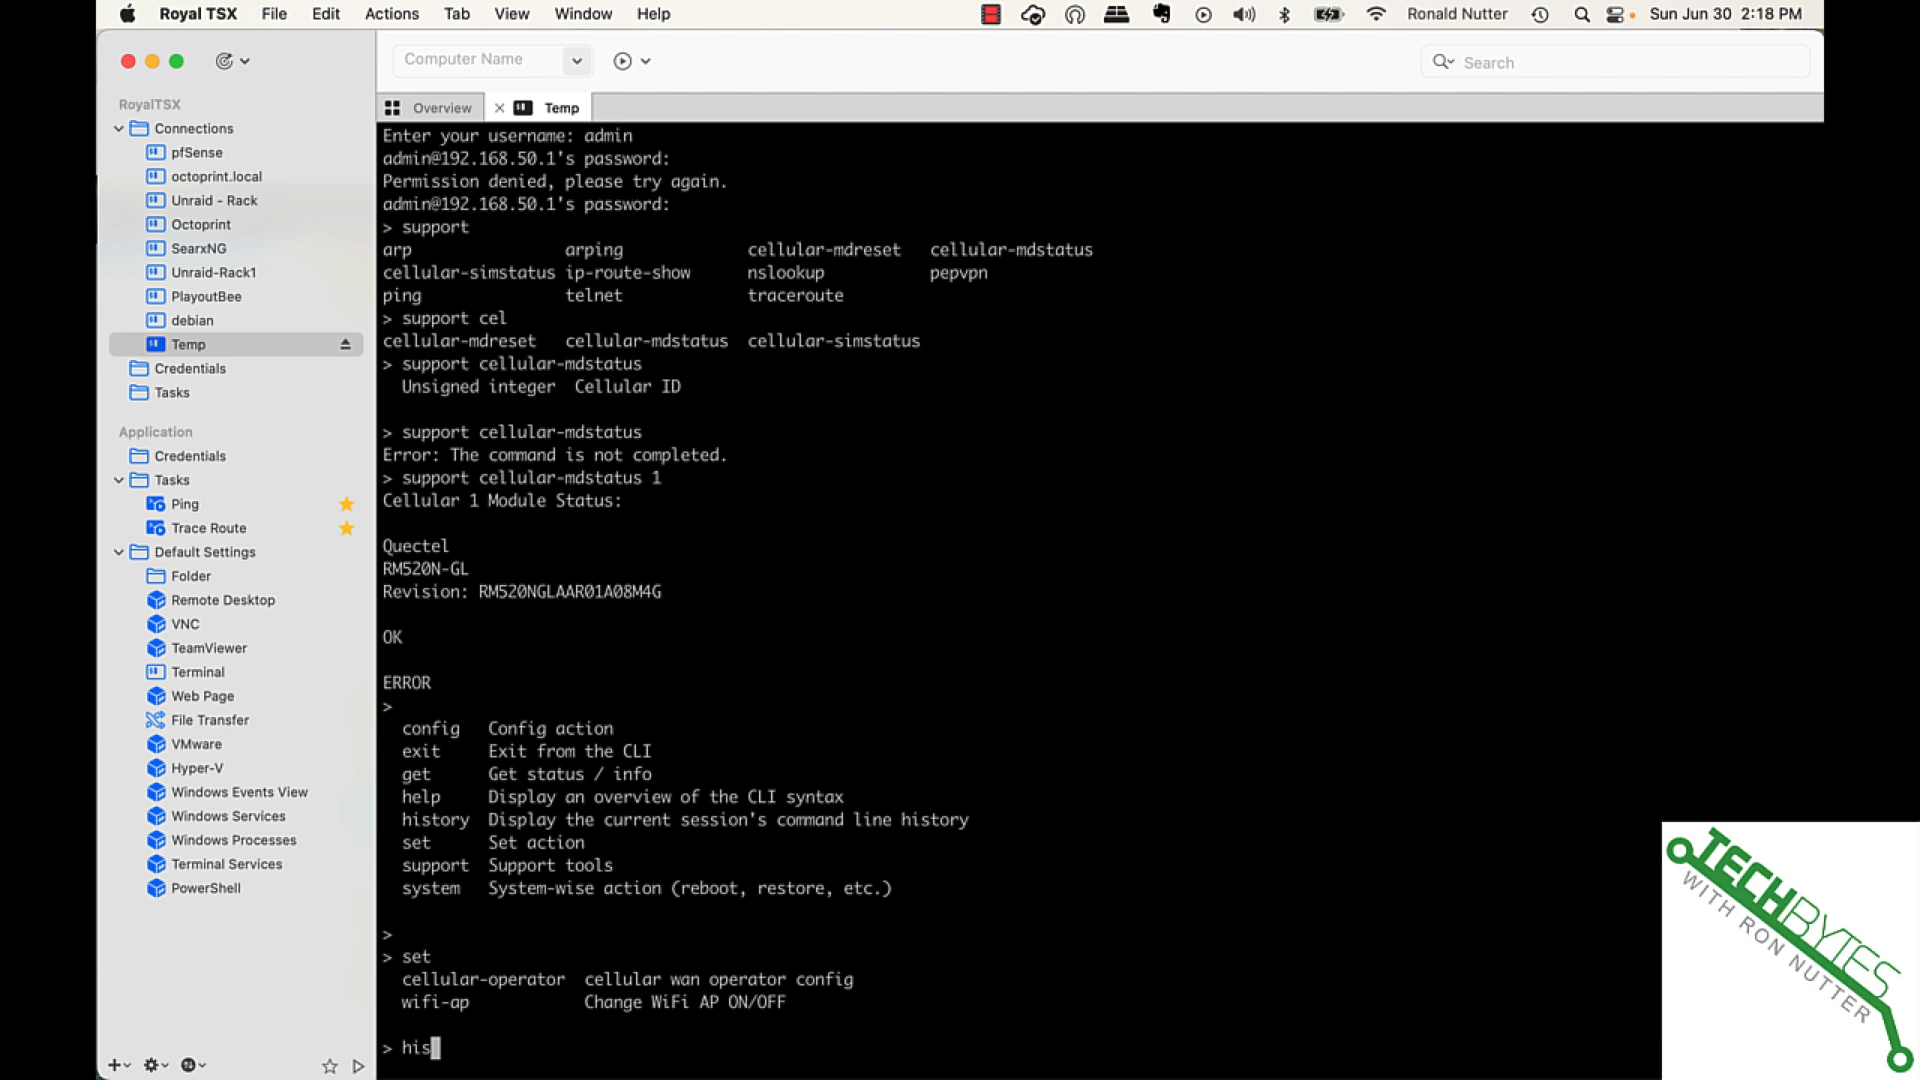 Royal TSX File Edit Actions Tab View Window Help Ronald Nutter Sun Jun 30 2:18 PM
Computer Name
Search
RoyalTSX
Connections
pfSense
octoprint.local
Unraid - Rack
Octoprint
SearxNG
Unraid-Rack1
PlayoutBee
debian
Temp
Credentials
Tasks
Application
Credentials
Tasks
Ping
Trace Route
Default Settings
Folder
Remote Desktop
VNC
TeamViewer
Terminal
Web Page
File Transfer
VMware
Hyper-V
Windows Events View
Windows Services
Windows Processes
Terminal Services
PowerShell
Overview Temp
Enter your username: admin
admin@192.168.50.1's password:
Permission denied, please try again.
admin@192.168.50.1's password:
> support
arp arping cellular-mdreset cellular-mdstatus
cellular-simstatus ip-route-show nslookup pepvpn
ping telnet traceroute
> support cel
cellular-mdreset cellular-mdstatus cellular-simstatus
> support cellular-mdstatus
Unsigned integer Cellular ID
> support cellular-mdstatus
Error: The command is not completed.
> support cellular-mdstatus 1
Cellular 1 Module Status:
Quectel
RM520N-GL
Revision: RM520NGLAAR01A08M4G
OK
ERROR
>
config Config action
exit Exit from the CLI
get Get status / info
help Display an overview of the CLI syntax
history Display the current session's command line history
set Set action
support Support tools
system System-wise action (reboot, restore, etc.)
>
> set
cellular-operator cellular wan operator config
wifi-ap Change WiFi AP ON/OFF
> his
TECHBYTES
WITH RON NUTTER